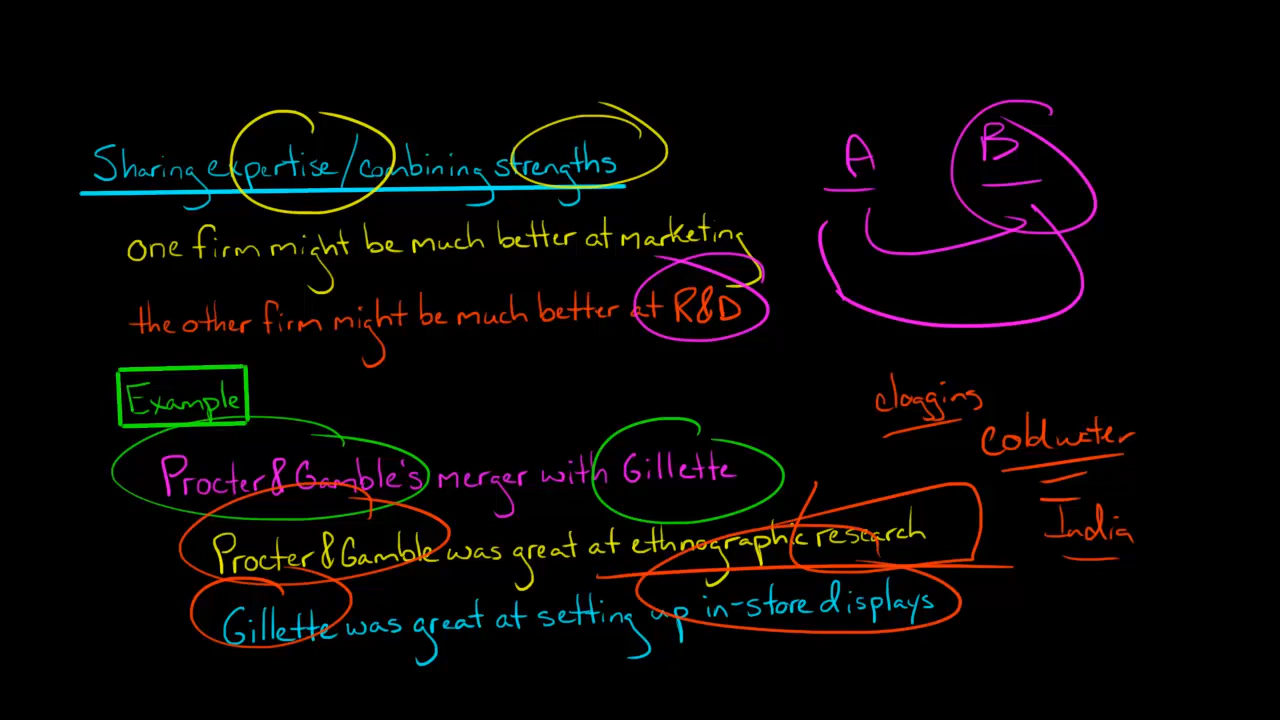 Sharing expertise/combining strengths
A
B
one firm might be much better at marketing
the other firm might be much better at R&D
Example
clogging
cold water
Procter & Gamble's merger with Gillette
India
Procter & Gamble was great at ethnographic research
Gillette was great at setting up in-store displays